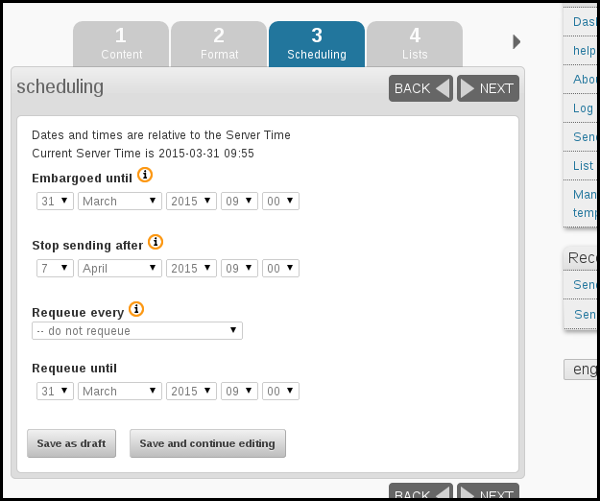 1 2 3 4
Content Format Scheduling Lists
scheduling BACK NEXT
Dates and times are relative to the Server Time
Current Server Time is 2015-03-31 09:55
Embargoed until i
31 March 2015 09 00
Stop sending after i
7 April 2015 09 00
Requeue every i
-- do not requeue
Requeue until
31 March 2015 09 00
Save as draft Save and continue editing
BACK NEXT
Das
help
Abo
Log
Send
List
Man
temp
Rec
Send
Sen
eng